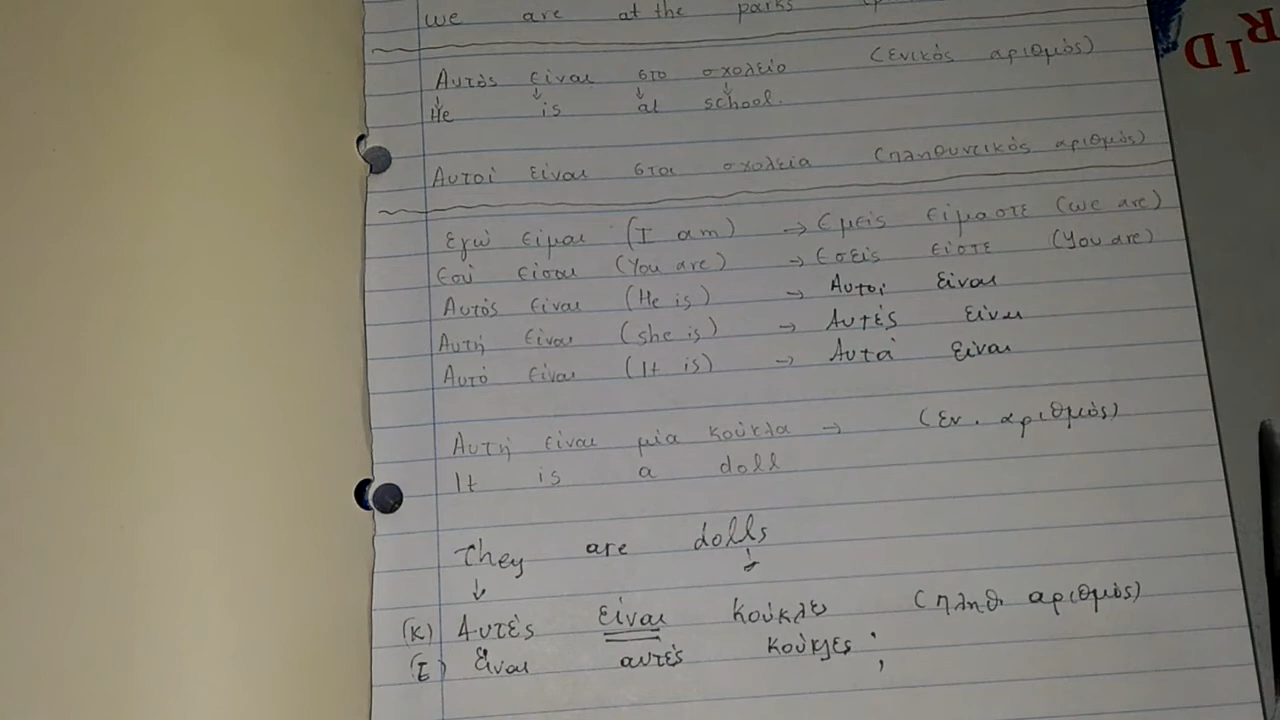 we are at the parks
Αυτός είναι στο σχολείο (ενικός αριθμός)
He is at school.
Αυτοί είναι στα σχολεία (πληθυντικός αριθμός)
Εγώ είμαι (I am) → Εμείς είμαστε (we are)
Εσύ είσαι (You are) → Εσείς είστε (You are)
Αυτός είναι (He is) → Αυτοί είναι
Αυτή είναι (she is) → Αυτές είναι
Αυτό είναι (It is) → Αυτά είναι
Αυτή είναι μία κούκλα → (Εν. αριθμός)
It is a doll
They are dolls
(Κ) Αυτές είναι κούκλες (πληθ αριθμός)
(Ε) Είναι αυτές κούκλες ;
RID